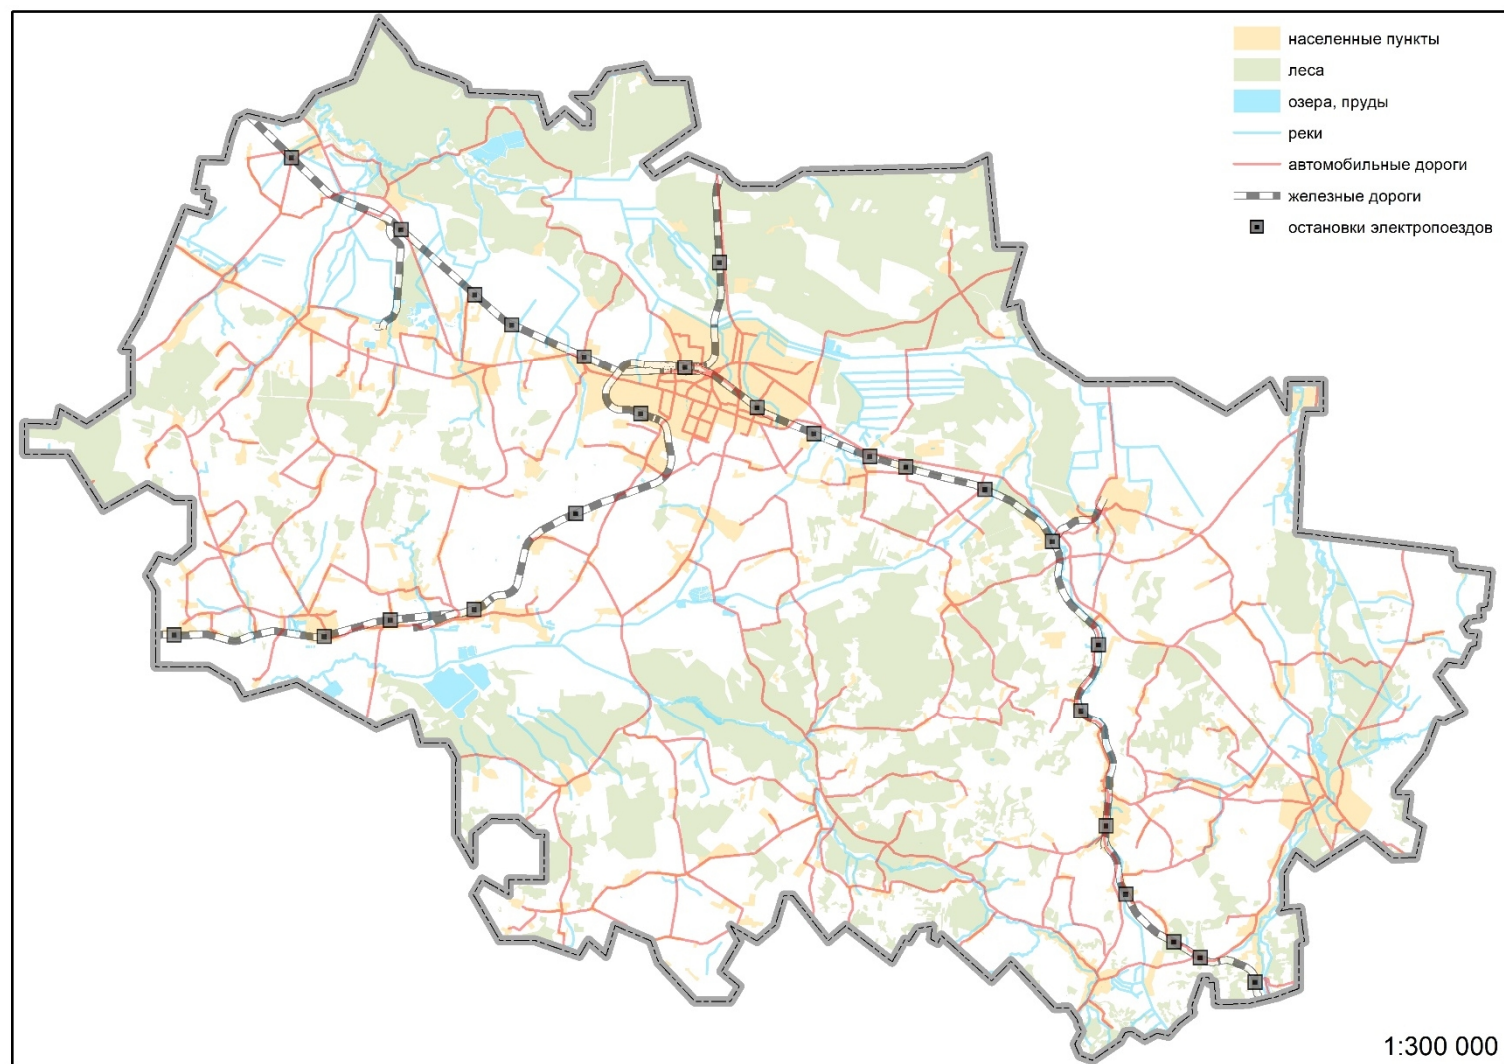 населенные пункты
леса
озера, пруды
реки
автомобильные дороги
железные дороги
остановки электропоездов
1:300 000